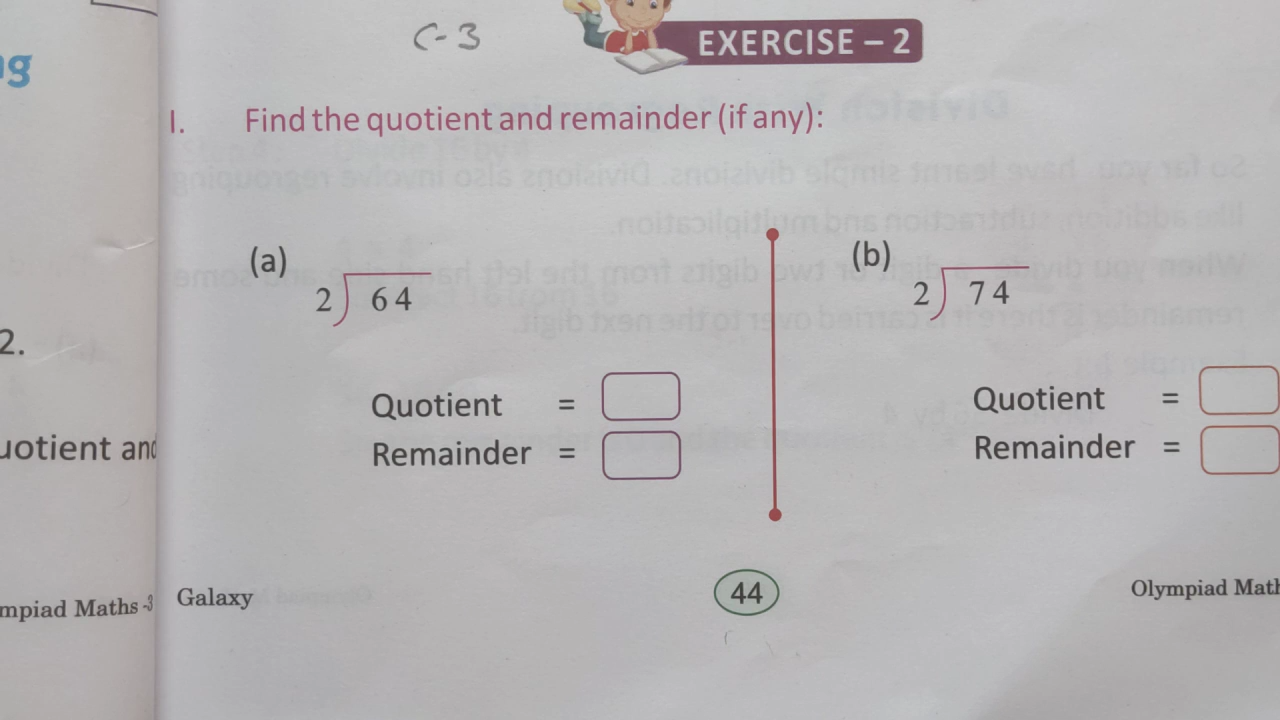 g
C-3
EXERCISE – 2
I. Find the quotient and remainder (if any):
(a)
2 ) 64
Quotient =
Remainder =
(b)
2 ) 74
Quotient =
Remainder =
2.
uotient and
mpiad Maths -3
Galaxy
44
Olympiad Math